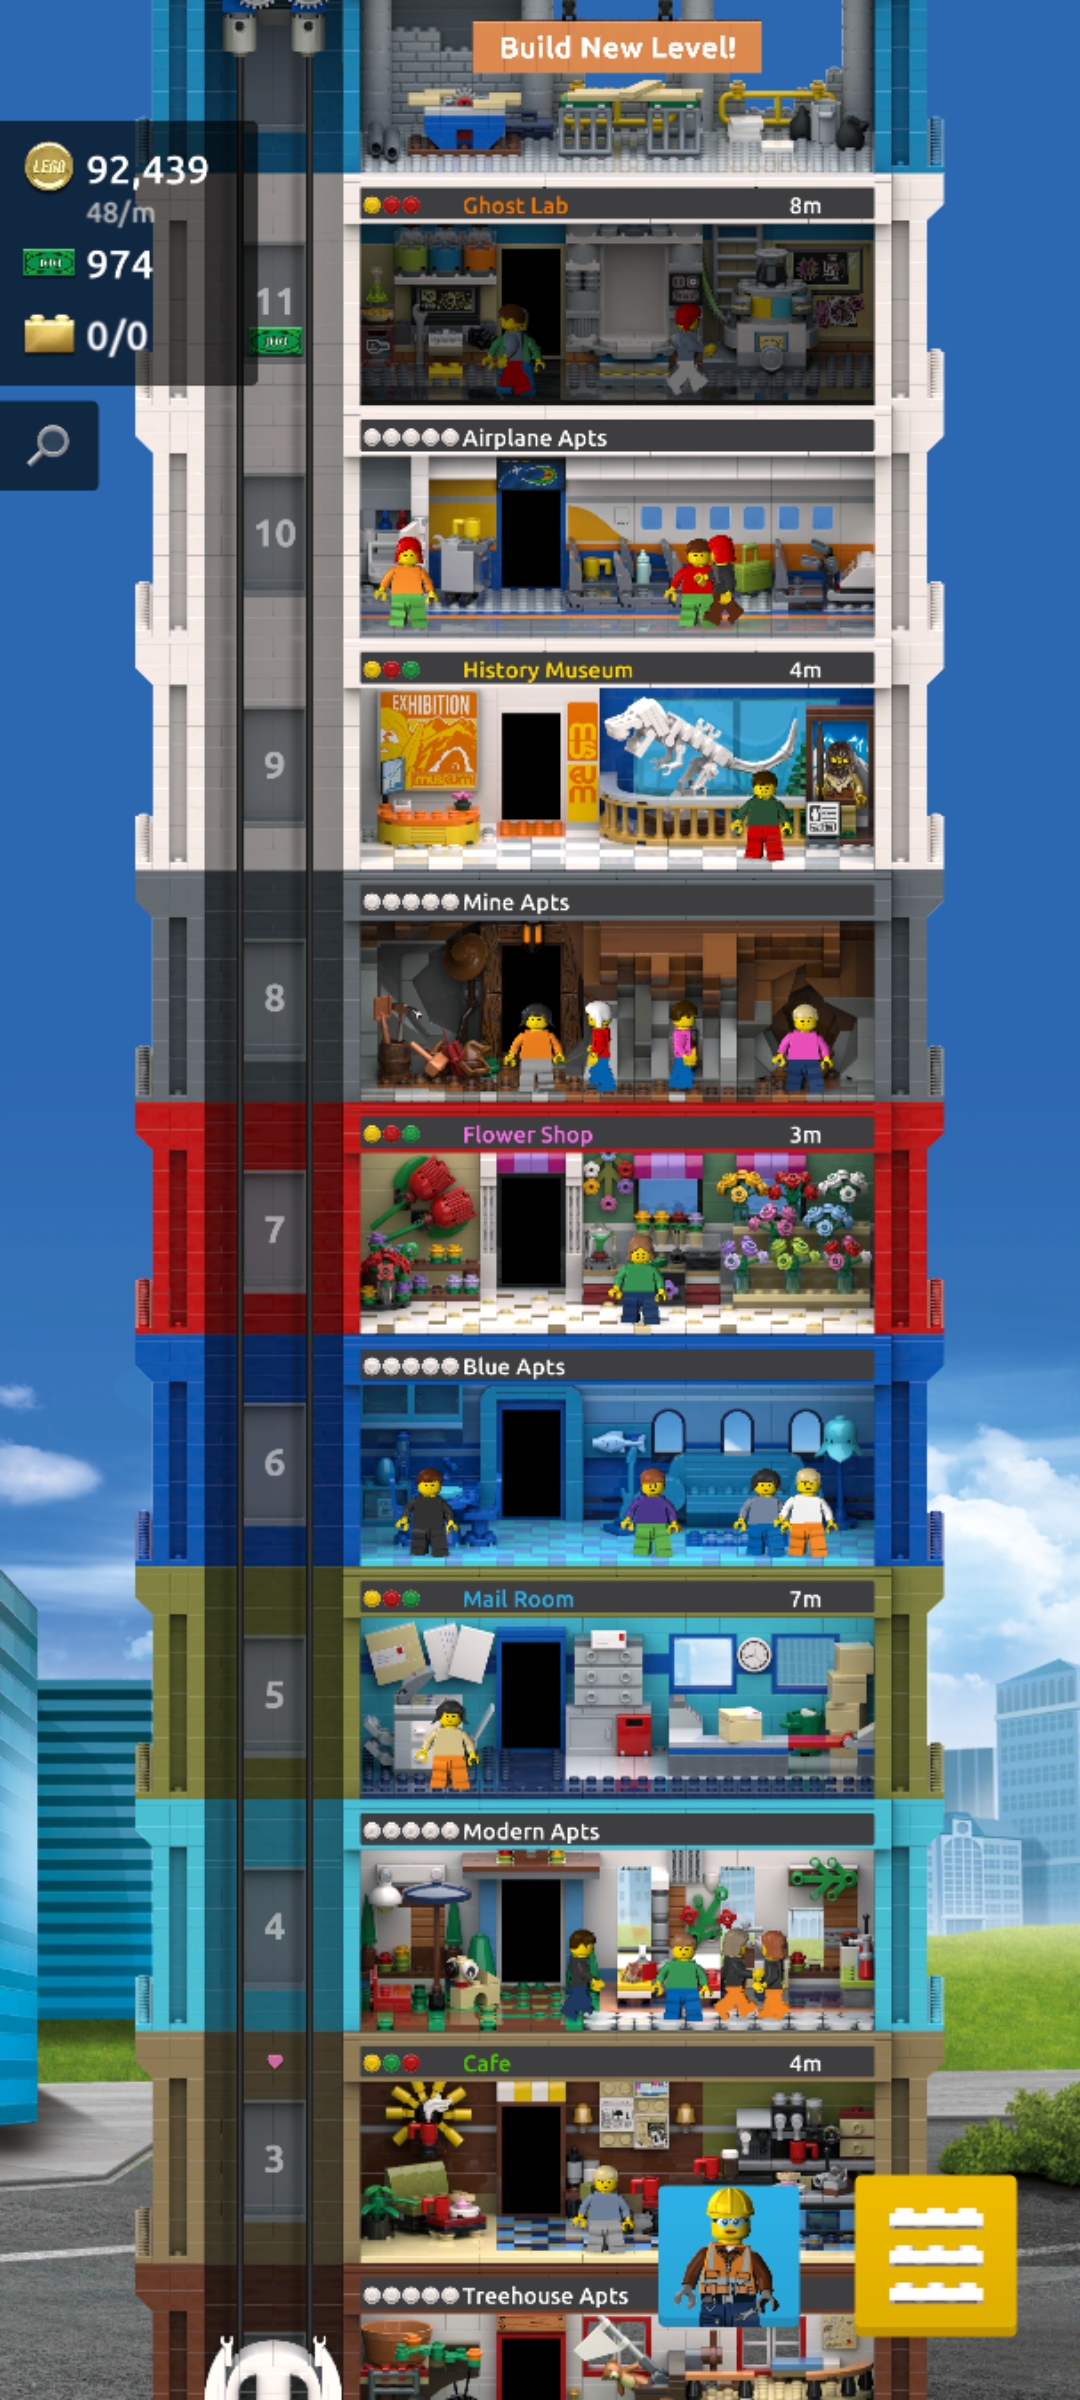 Build New Level!
LEGO 92,439
48/m
974
0/0
Ghost Lab 8m
11
Airplane Apts
10
History Museum 4m
EXHIBITION
museum
mus
eum
9
Mine Apts
8
Flower Shop 3m
7
Blue Apts
6
Mail Room 7m
5
Modern Apts
4
Cafe 4m
3
Treehouse Apts